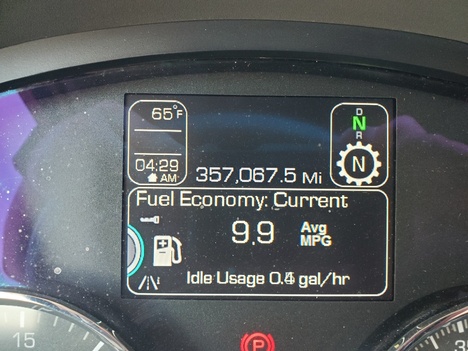 65°F
D
N
R
04:29
AM
N
357,067.5 Mi
Fuel Economy: Current
9.9 Avg
MPG
Idle Usage 0.4 gal/hr
15
P